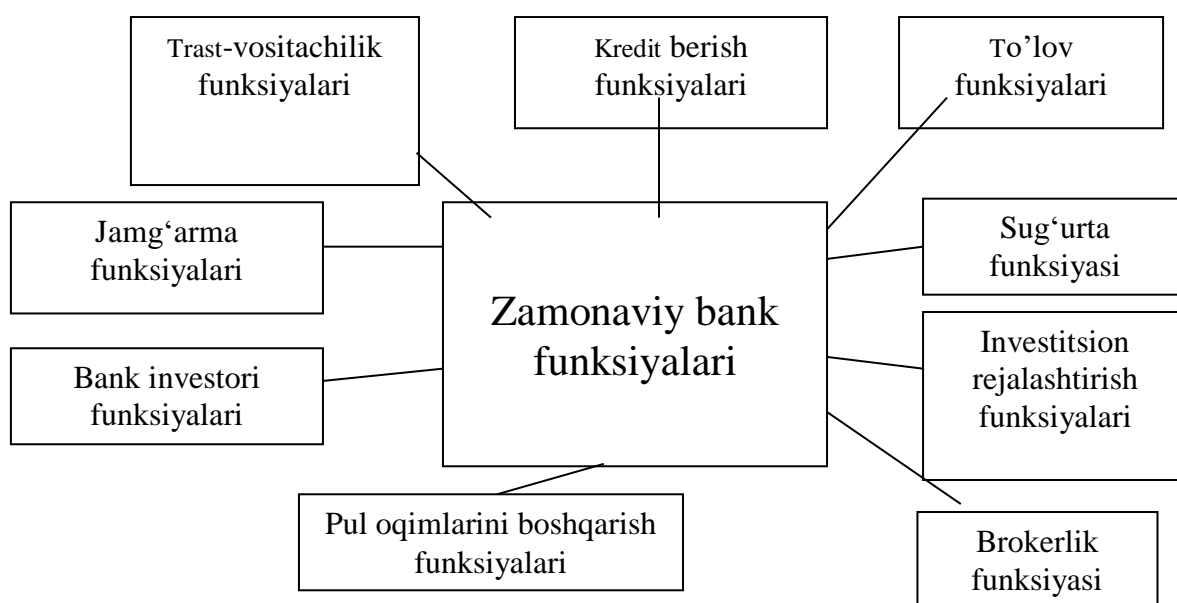 Trast-vositachilik
funksiyalari
Kredit berish
funksiyalari
To’lov
funksiyalari
Jamg‘arma
funksiyalari
Zamonaviy bank
funksiyalari
Sug‘urta
funksiyasi
Bank investori
funksiyalari
Investitsion
rejalashtirish
funksiyalari
Pul oqimlarini boshqarish
funksiyalari
Brokerlik
funksiyasi